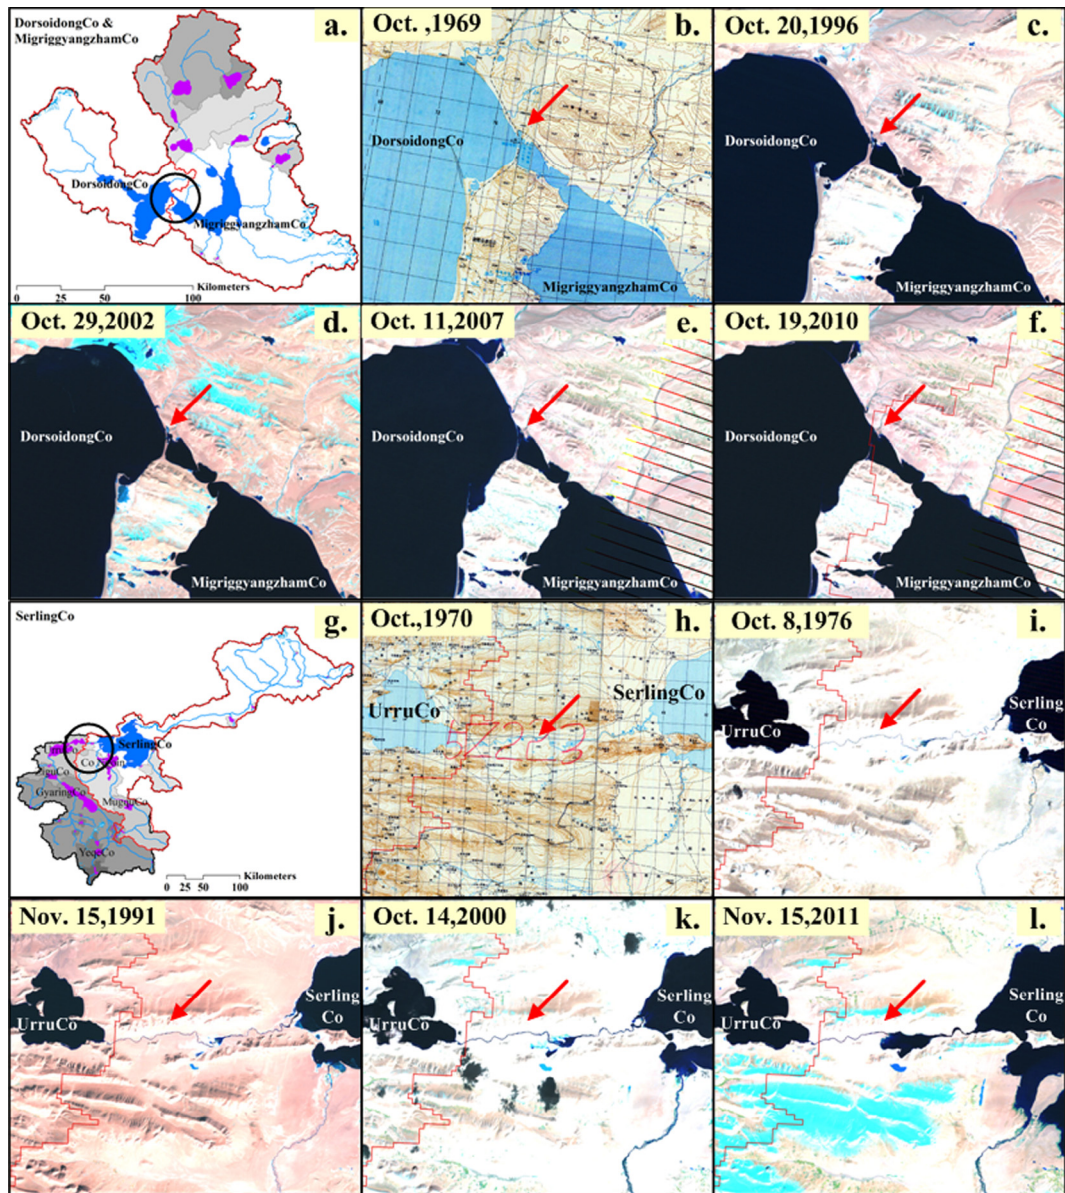 DorsoidongCo &
MigriggyangzhamCo
a.
DorsoidongCo
MigriggyangzhamCo
Kilometers
0 25 50 100
Oct. ,1969
b.
DorsoidongCo
MigriggyangzhamCo
Oct. 20,1996
c.
DorsoidongCo
MigriggyangzhamCo
Oct. 29,2002
d.
DorsoidongCo
MigriggyangzhamCo
Oct. 11,2007
e.
DorsoidongCo
MigriggyangzhamCo
Oct. 19,2010
f.
DorsoidongCo
MigriggyangzhamCo
SerlingCo
g.
SerlingCo
Co
GyaringCo
Kilometers
0 25 50 100
Oct.,1970
h.
SerlingCo
UrruCo
Oct. 8,1976
i.
Serling
Co
UrruCo
Nov. 15,1991
j.
Serling
Co
UrruCo
Oct. 14,2000
k.
Serling
Co
UrruCo
Nov. 15,2011
l.
Serling
Co
UrruCo